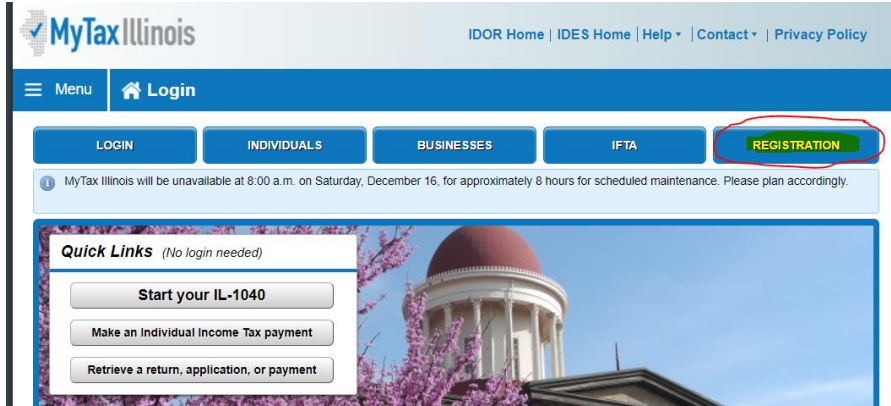 MyTax Illinois
IDOR Home | IDES Home | Help | Contact | Privacy Policy
Menu Login
LOGIN INDIVIDUALS BUSINESSES IFTA REGISTRATION
MyTax Illinois will be unavailable at 8:00 a.m. on Saturday, December 16, for approximately 8 hours for scheduled maintenance. Please plan accordingly.
Quick Links (No login needed)
Start your IL-1040
Make an Individual Income Tax payment
Retrieve a return, application, or payment